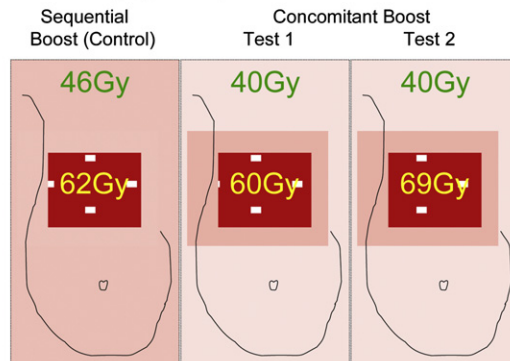 Sequential
Boost (Control)
Concomitant Boost
Test 1
Test 2
46Gy
40Gy
40Gy
62Gy
60Gy
69Gy